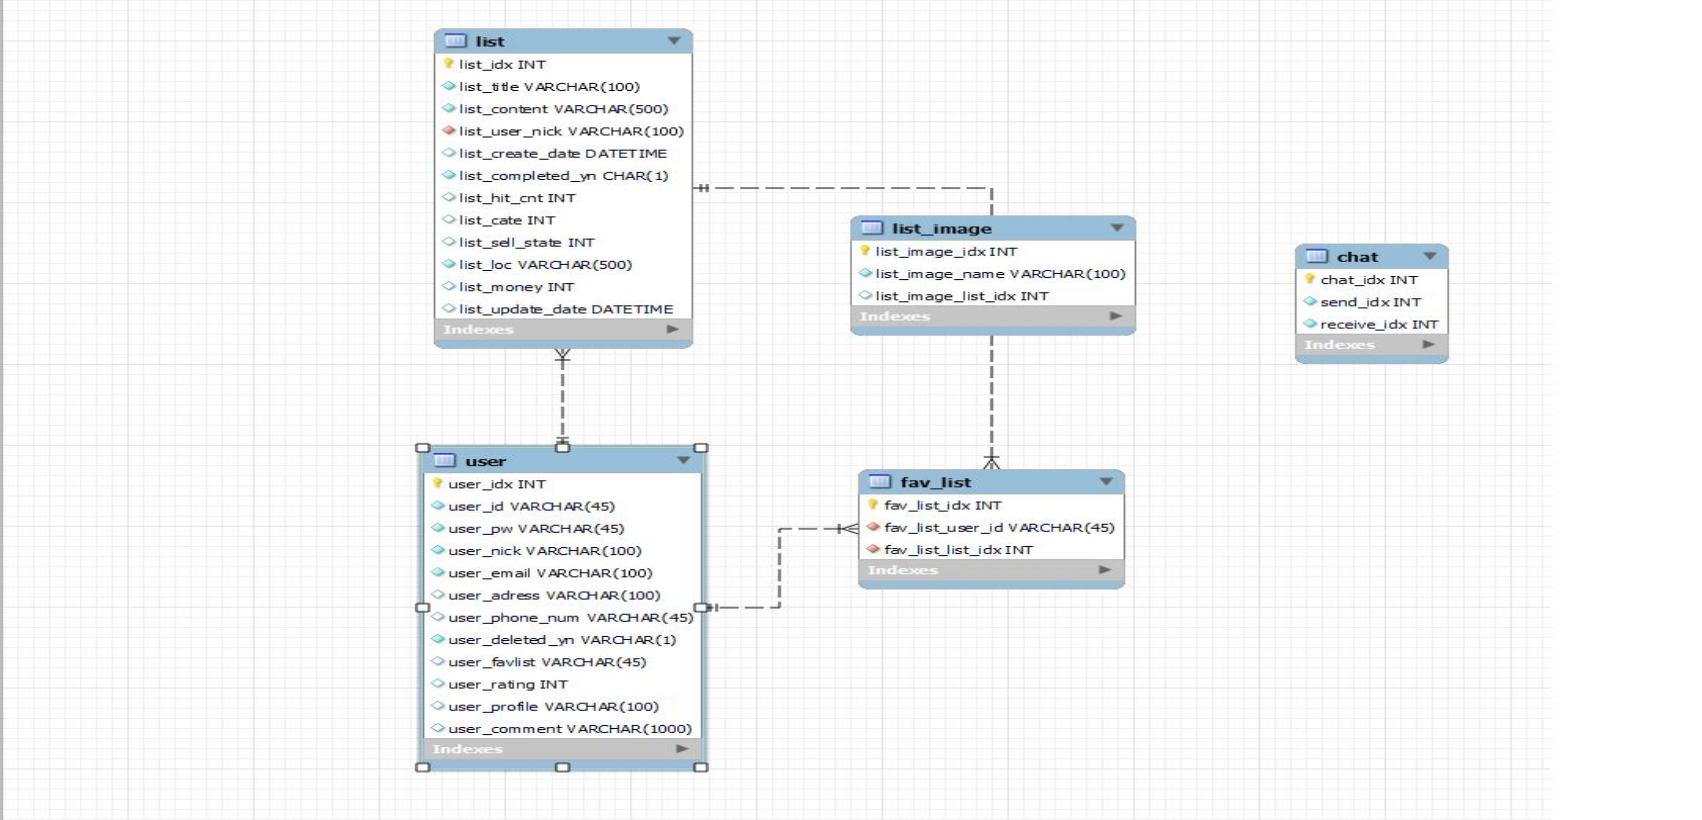 list
list_idx INT
list_title VARCHAR(100)
list_content VARCHAR(500)
list_user_nick VARCHAR(100)
list_create_date DATETIME
list_completed_yn CHAR(1)
list_hit_cnt INT
list_cate INT
list_sell_state INT
list_loc VARCHAR(500)
list_money INT
list_update_date DATETIME
Indexes
list_image
list_image_idx INT
list_image_name VARCHAR(100)
list_image_list_idx INT
Indexes
chat
chat_idx INT
send_idx INT
receive_idx INT
Indexes
user
user_idx INT
user_id VARCHAR(45)
user_pw VARCHAR(45)
user_nick VARCHAR(100)
user_email VARCHAR(100)
user_adress VARCHAR(100)
user_phone_num VARCHAR(45)
user_deleted_yn VARCHAR(1)
user_favlist VARCHAR(45)
user_rating INT
user_profile VARCHAR(100)
user_comment VARCHAR(1000)
Indexes
fav_list
fav_list_idx INT
fav_list_user_id VARCHAR(45)
fav_list_list_idx INT
Indexes